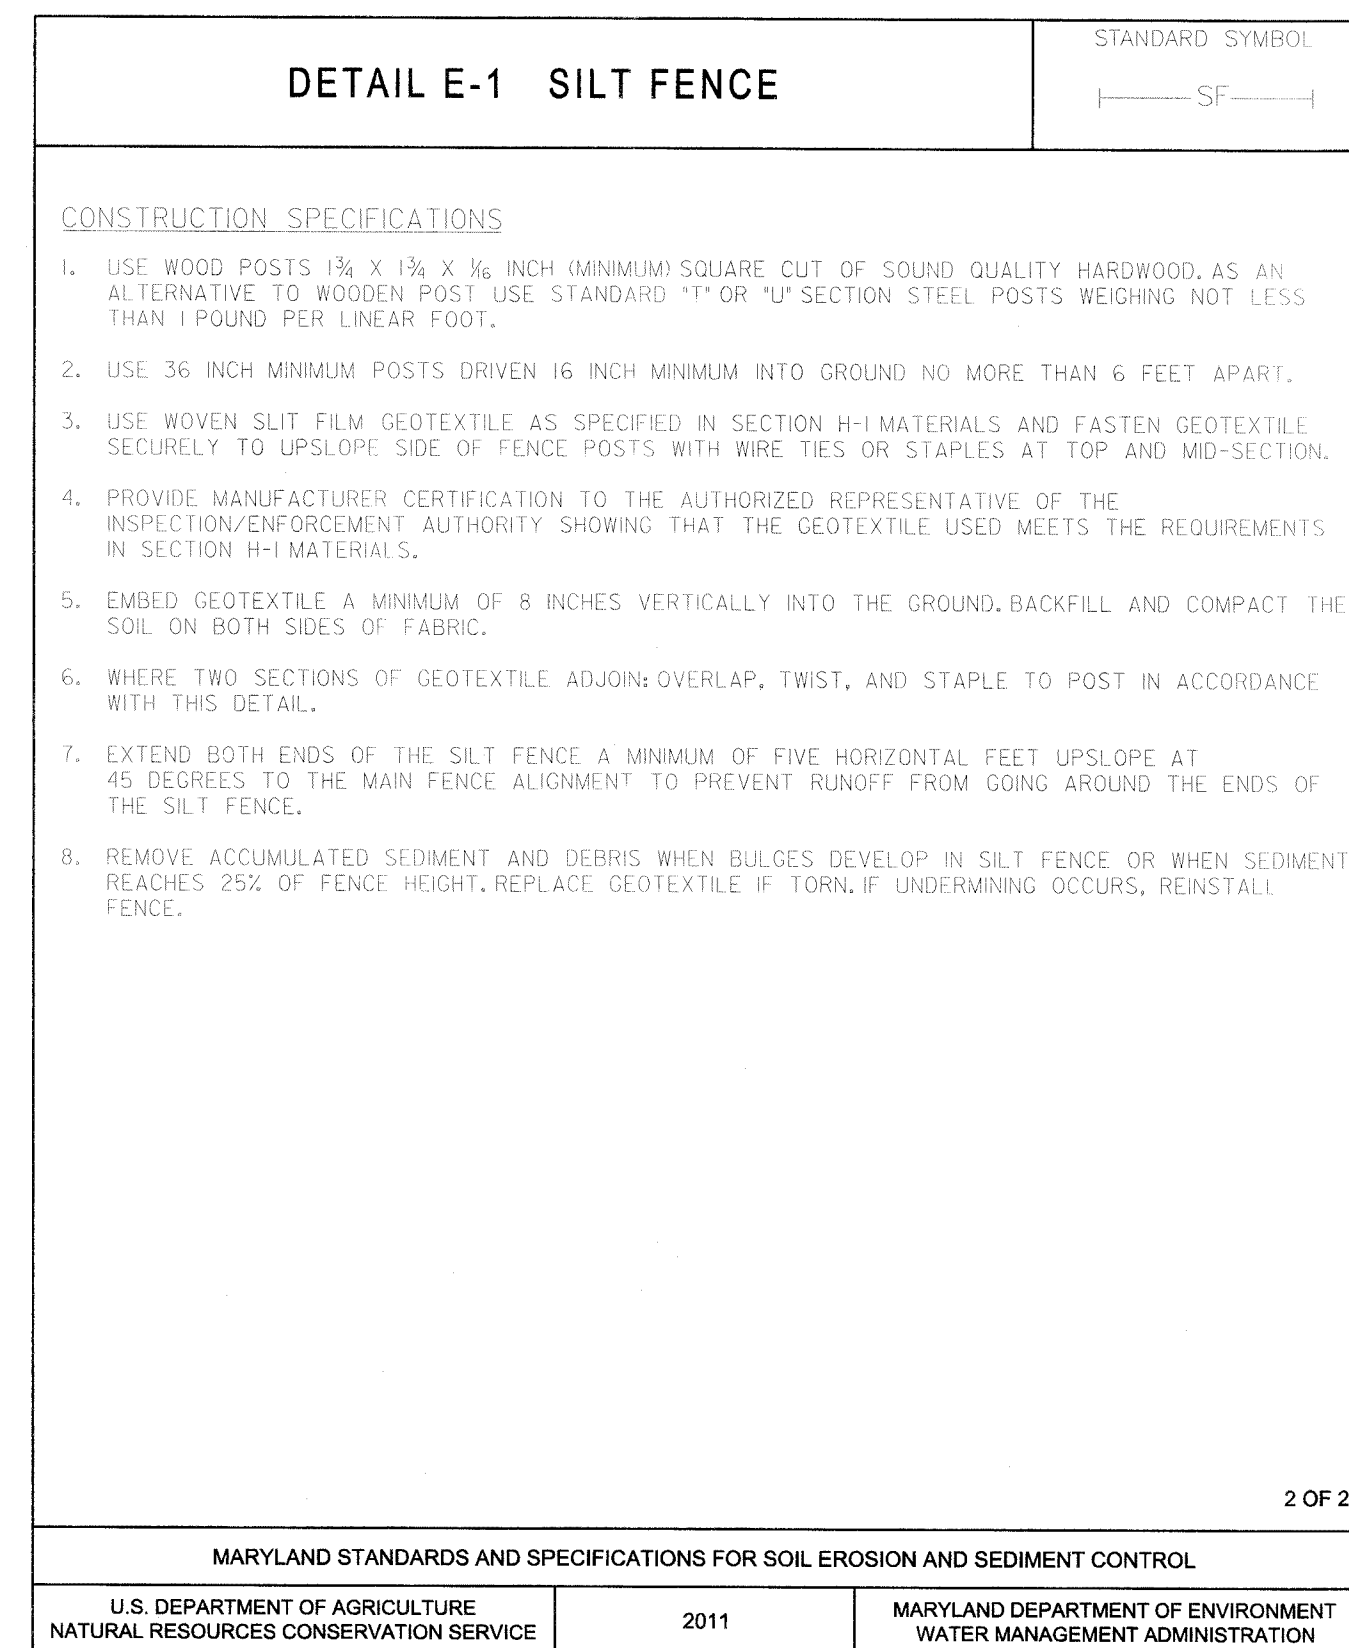 DETAIL E-1 SILT FENCE
STANDARD SYMBOL
SF
CONSTRUCTION SPECIFICATIONS
1. USE WOOD POSTS 1¾ X 1¾ X 1⁄16 INCH (MINIMUM) SQUARE CUT OF SOUND QUALITY HARDWOOD. AS AN
ALTERNATIVE TO WOODEN POST USE STANDARD "T" OR "U" SECTION STEEL POSTS WEIGHING NOT LESS
THAN 1 POUND PER LINEAR FOOT.
2. USE 36 INCH MINIMUM POSTS DRIVEN 16 INCH MINIMUM INTO GROUND NO MORE THAN 6 FEET APART.
3. USE WOVEN SLIT FILM GEOTEXTILE AS SPECIFIED IN SECTION H-1 MATERIALS AND FASTEN GEOTEXTILE
SECURELY TO UPSLOPE SIDE OF FENCE POSTS WITH WIRE TIES OR STAPLES AT TOP AND MID-SECTION.
4. PROVIDE MANUFACTURER CERTIFICATION TO THE AUTHORIZED REPRESENTATIVE OF THE
INSPECTION/ENFORCEMENT AUTHORITY SHOWING THAT THE GEOTEXTILE USED MEETS THE REQUIREMENTS
IN SECTION H-1 MATERIALS.
5. EMBED GEOTEXTILE A MINIMUM OF 8 INCHES VERTICALLY INTO THE GROUND. BACKFILL AND COMPACT THE
SOIL ON BOTH SIDES OF FABRIC.
6. WHERE TWO SECTIONS OF GEOTEXTILE ADJOIN: OVERLAP, TWIST, AND STAPLE TO POST IN ACCORDANCE
WITH THIS DETAIL.
7. EXTEND BOTH ENDS OF THE SILT FENCE A MINIMUM OF FIVE HORIZONTAL FEET UPSLOPE AT
45 DEGREES TO THE MAIN FENCE ALIGNMENT TO PREVENT RUNOFF FROM GOING AROUND THE ENDS OF
THE SILT FENCE.
8. REMOVE ACCUMULATED SEDIMENT AND DEBRIS WHEN BULGES DEVELOP IN SILT FENCE OR WHEN SEDIMENT
REACHES 25% OF FENCE HEIGHT. REPLACE GEOTEXTILE IF TORN. IF UNDERMINING OCCURS, REINSTALL
FENCE.
2 OF 2
MARYLAND STANDARDS AND SPECIFICATIONS FOR SOIL EROSION AND SEDIMENT CONTROL
U.S. DEPARTMENT OF AGRICULTURE
NATURAL RESOURCES CONSERVATION SERVICE
2011
MARYLAND DEPARTMENT OF ENVIRONMENT
WATER MANAGEMENT ADMINISTRATION